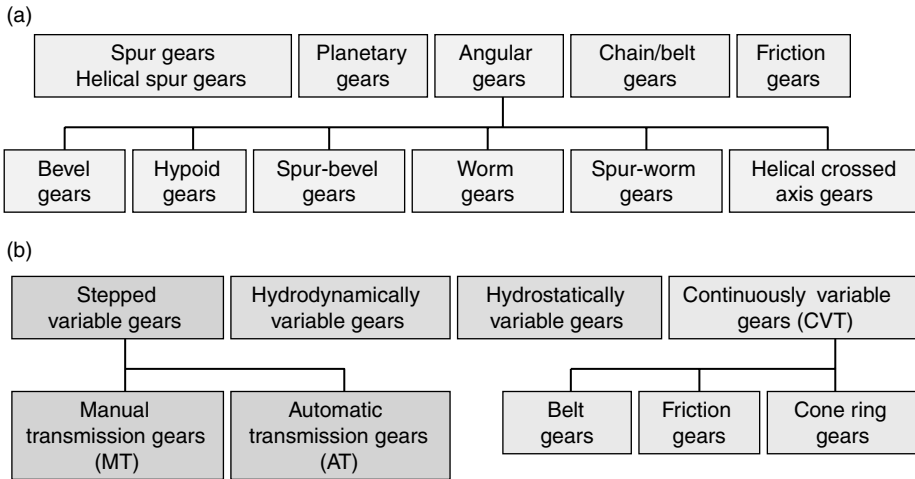 (a)
Spur gears
Helical spur gears
Planetary
gears
Angular
gears
Chain/belt
gears
Friction
gears
Bevel
gears
Hypoid
gears
Spur-bevel
gears
Worm
gears
Spur-worm
gears
Helical crossed
axis gears
(b)
Stepped
variable gears
Hydrodynamically
variable gears
Hydrostatically
variable gears
Continuously variable
gears (CVT)
Manual
transmission gears
(MT)
Automatic
transmission gears
(AT)
Belt
gears
Friction
gears
Cone ring
gears